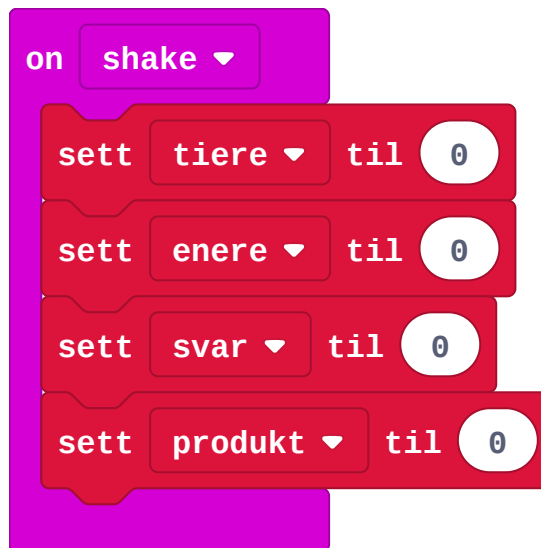 on shake
sett tiere til 0
sett enere til 0
sett svar til 0
sett produkt til 0